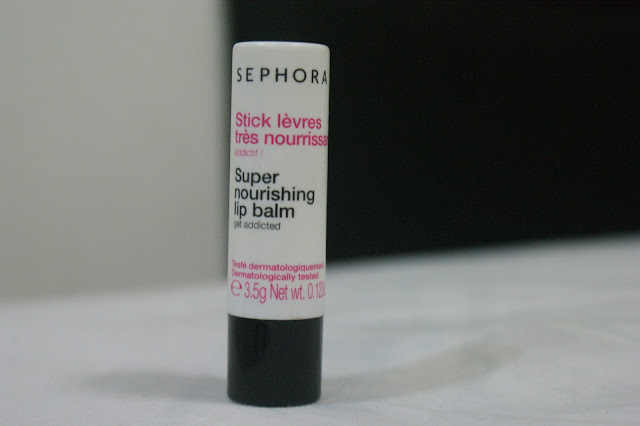 SEPHORA
Stick lèvres
très nourrissa
addictif !
Super
nourishing
lip balm
get addicted
Testé dermatologiquement
Dermatologically tested
℮ 3.5g Net wt. 0.12